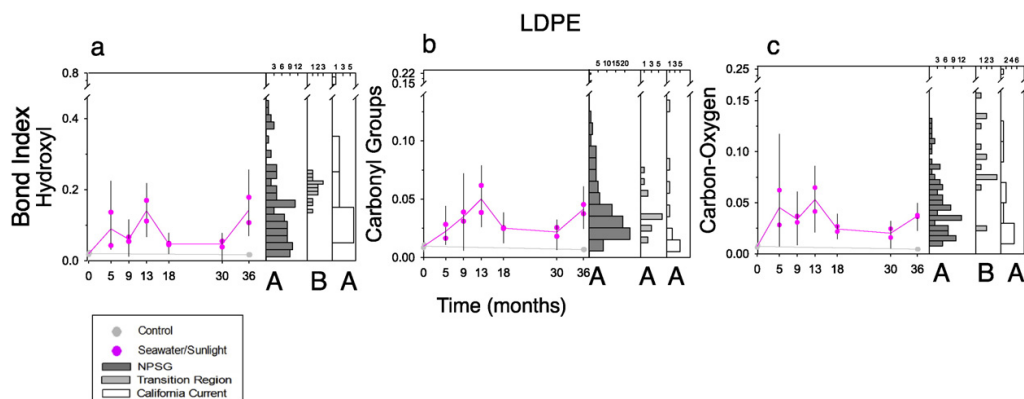 LDPE
a
b
c
3 6 9 12
1 2 3
1 3 5
5 10 15 20
1 3 5
1 3 5
3 6 9 12
1 2 3
2 4 6
Bond Index
Hydroxyl
0.8
0.4
0.2
0.0
0 5 9 13 18 30 36
A B A
Carbonyl Groups
0.22
0.15
0.10
0.05
0.00
0 5 9 13 18 30 36
A A A
Carbon-Oxygen
0.25
0.15
0.10
0.05
0.00
0 5 9 13 18 30 36
A B A
Time (months)
Control
Seawater/Sunlight
NPSG
Transition Region
California Current